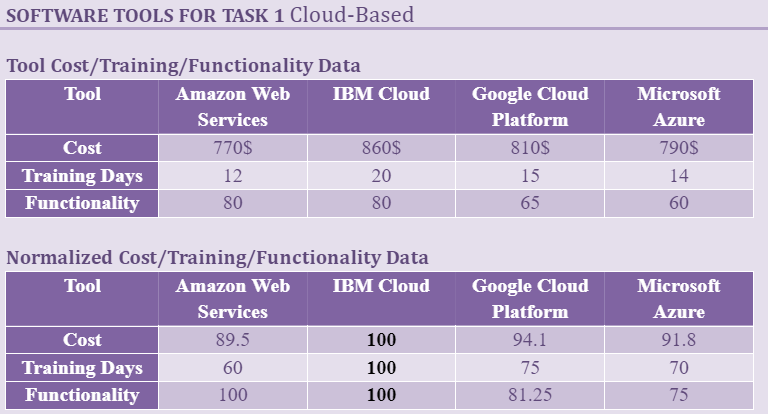 SOFTWARE TOOLS FOR TASK 1 Cloud-Based
Tool Cost/Training/Functionality Data
Tool Amazon Web Services IBM Cloud Google Cloud Platform Microsoft Azure
Cost 770$ 860$ 810$ 790$
Training Days 12 20 15 14
Functionality 80 80 65 60
Normalized Cost/Training/Functionality Data
Tool Amazon Web Services IBM Cloud Google Cloud Platform Microsoft Azure
Cost 89.5 100 94.1 91.8
Training Days 60 100 75 70
Functionality 100 100 81.25 75